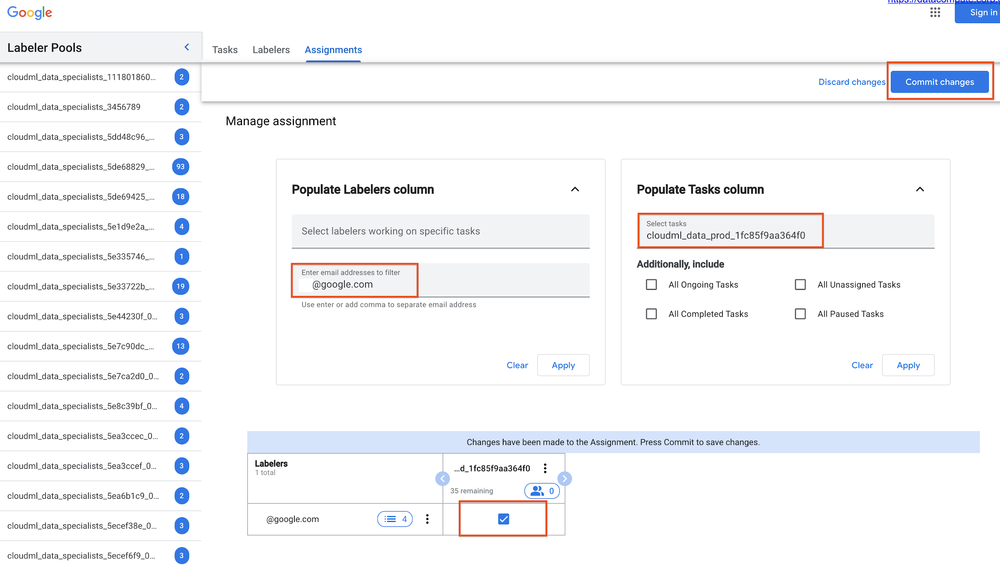 Google
Sign in
Labeler Pools
Tasks
Labelers
Assignments
cloudml_data_specialists_111801860...
2
cloudml_data_specialists_3456789
2
cloudml_data_specialists_5dd48c96_...
3
cloudml_data_specialists_5de68829_...
93
cloudml_data_specialists_5de69425_...
18
cloudml_data_specialists_5e1d9e2a_...
4
cloudml_data_specialists_5e335746_...
1
cloudml_data_specialists_5e33722b_...
19
cloudml_data_specialists_5e44230f_0...
3
cloudml_data_specialists_5e7c90dc_...
13
cloudml_data_specialists_5e7ca2d0_0...
2
cloudml_data_specialists_5e8c39bf_0...
4
cloudml_data_specialists_5ea3ccec_0...
2
cloudml_data_specialists_5ea3ccef_0...
3
cloudml_data_specialists_5ea6b1c9_0...
2
cloudml_data_specialists_5ecef38e_0...
3
cloudml_data_specialists_5ecef6f9_0...
3
Discard changes
Commit changes
Manage assignment
Populate Labelers column
Select labelers working on specific tasks
Enter email addresses to filter
@google.com
Use enter or add comma to separate email address
Clear
Apply
Populate Tasks column
Select tasks
cloudml_data_prod_1fc85f9aa364f0
Additionally, include
All Ongoing Tasks
All Unassigned Tasks
All Completed Tasks
All Paused Tasks
Clear
Apply
Changes have been made to the Assignment. Press Commit to save changes.
Labelers
1 total
...d_1fc85f9aa364f0
35 remaining
0
@google.com
4